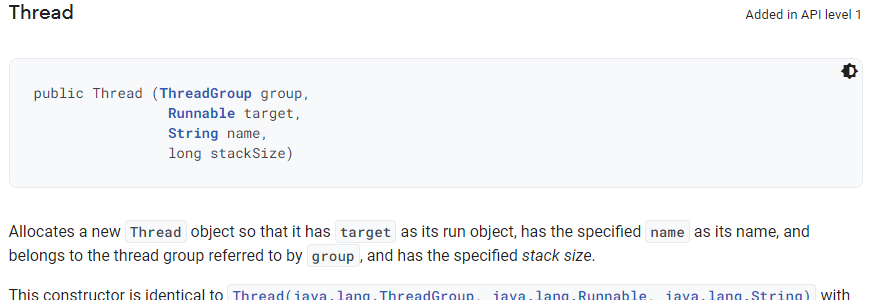 Thread
Added in API level 1
public Thread (ThreadGroup group,
Runnable target,
String name,
long stackSize)
Allocates a new Thread object so that it has target as its run object, has the specified name as its name, and
belongs to the thread group referred to by group, and has the specified stack size.
This constructor is identical to Thread(java.lang.ThreadGroup, java.lang.Runnable, java.lang.String) with